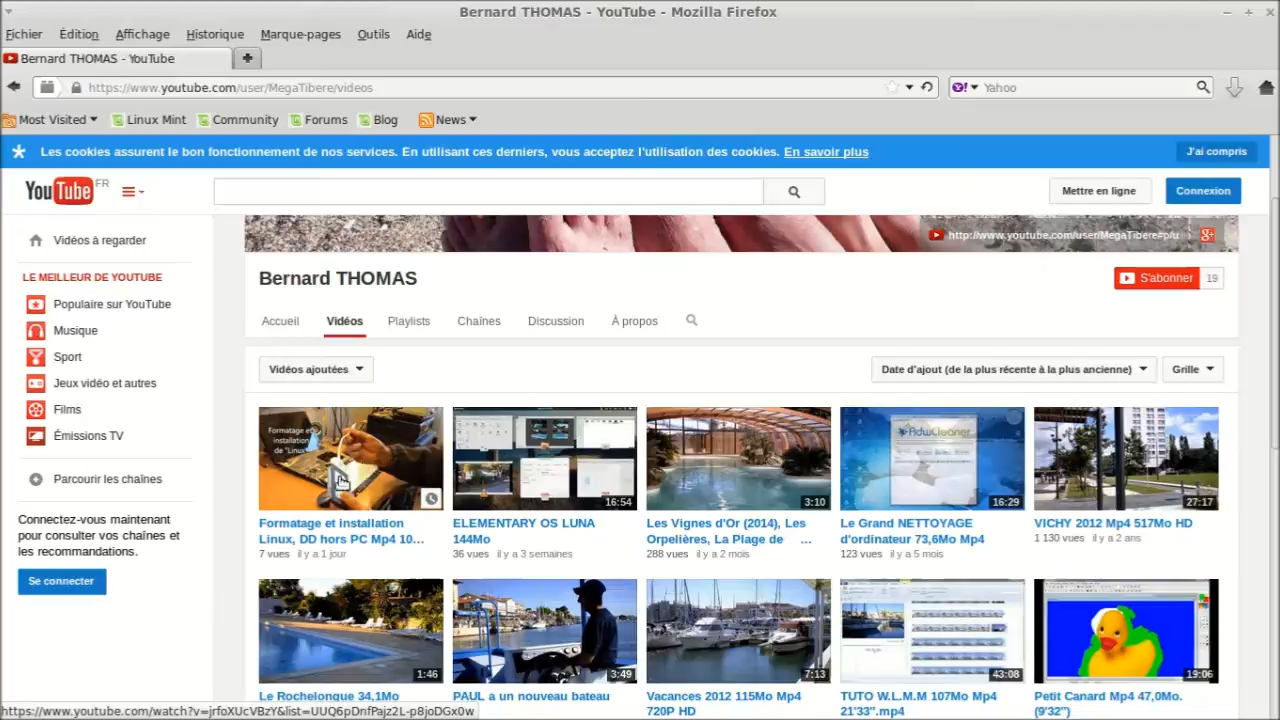 Bernard THOMAS - YouTube - Mozilla Firefox
Fichier Édition Affichage Historique Marque-pages Outils Aide
Bernard THOMAS - YouTube
https://www.youtube.com/user/MegaTibere/videos
Yahoo
Most Visited Linux Mint Community Forums Blog News
Les cookies assurent le bon fonctionnement de nos services. En utilisant ces derniers, vous acceptez l'utilisation des cookies. En savoir plus
J'ai compris
YouTube FR
Mettre en ligne Connexion
Vidéos à regarder
LE MEILLEUR DE YOUTUBE
Populaire sur YouTube
Musique
Sport
Jeux vidéo et autres
Films
Émissions TV
Parcourir les chaînes
Connectez-vous maintenant
pour consulter vos chaînes et
les recommandations.
Se connecter
http://www.youtube.com/user/MegaTibere#p/u
Bernard THOMAS
S'abonner 19
Accueil Vidéos Playlists Chaînes Discussion À propos
Vidéos ajoutées
Date d'ajout (de la plus récente à la plus ancienne) Grille
Formatage et
installation
de "Linux
Formatage et installation
Linux, DD hors PC Mp4 10...
7 vues il y a 1 jour
16:54
ELEMENTARY OS LUNA
144Mo
36 vues il y a 3 semaines
3:10
Les Vignes d'Or (2014), Les
Orpelières, La Plage de ...
288 vues il y a 2 mois
AdwCleaner
16:29
Le Grand NETTOYAGE
d'ordinateur 73,6Mo Mp4
123 vues il y a 5 mois
27:17
VICHY 2012 Mp4 517Mo HD
1 130 vues il y a 2 ans
1:46
Le Rochelongue 34,1Mo
3:49
PAUL a un nouveau bateau
7:13
Vacances 2012 115Mo Mp4
720P HD
43:08
TUTO W.L.M.M 107Mo Mp4
21'33".mp4
19:06
Petit Canard Mp4 47,0Mo.
(9'32")
https://www.youtube.com/watch?v=jrfoXUcVBzY&list=UUQ6pDnfPajz2L-p8joDGx0w